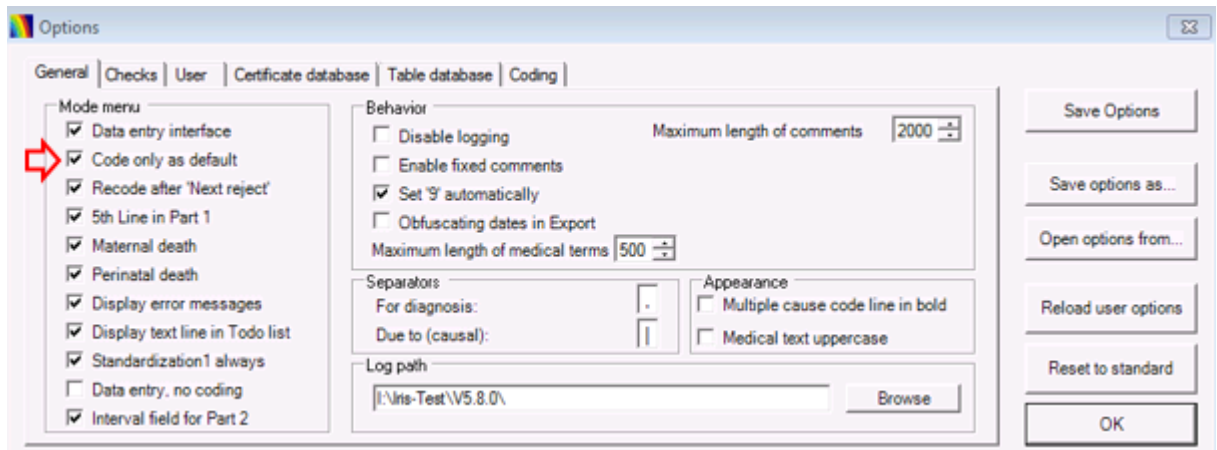 Options
General Checks User Certificate database Table database Coding
Mode menu
Data entry interface
Code only as default
Recode after 'Next reject'
5th Line in Part 1
Maternal death
Perinatal death
Display error messages
Display text line in Todo list
Standardization1 always
Data entry, no coding
Interval field for Part 2
Behavior
Disable logging
Maximum length of comments 2000
Enable fixed comments
Set '9' automatically
Obfuscating dates in Export
Maximum length of medical terms 500
Separators
For diagnosis: .
Due to (causal): |
Appearance
Multiple cause code line in bold
Medical text uppercase
Log path
I:\Iris-Test\V5.8.0\
Browse
Save Options
Save options as...
Open options from...
Reload user options
Reset to standard
OK